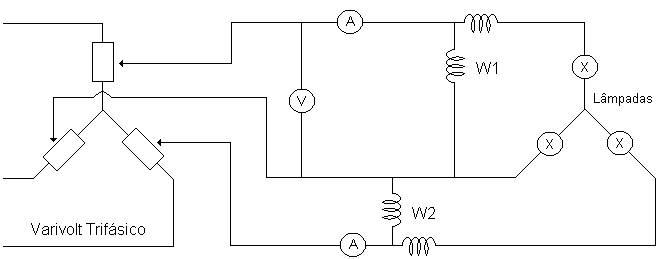 A
W1
X
V
Lâmpadas
X
X
W2
Varivolt Trifásico
A